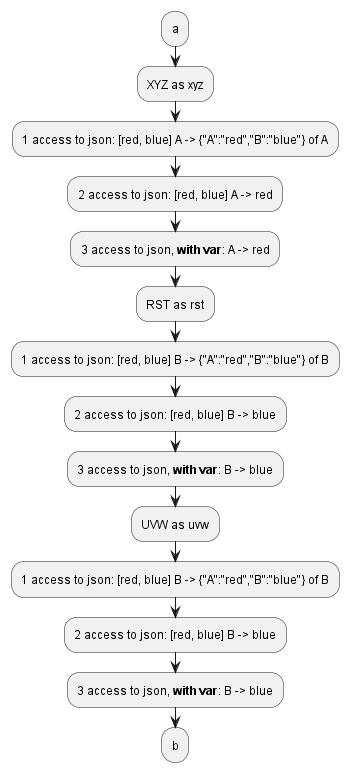 a
XYZ as xyz
1 access to json: [red, blue] A -> {"A":"red","B":"blue"} of A
2 access to json: [red, blue] A -> red
3 access to json, with var: A -> red
RST as rst
1 access to json: [red, blue] B -> {"A":"red","B":"blue"} of B
2 access to json: [red, blue] B -> blue
3 access to json, with var: B -> blue
UVW as uvw
1 access to json: [red, blue] B -> {"A":"red","B":"blue"} of B
2 access to json: [red, blue] B -> blue
3 access to json, with var: B -> blue
b